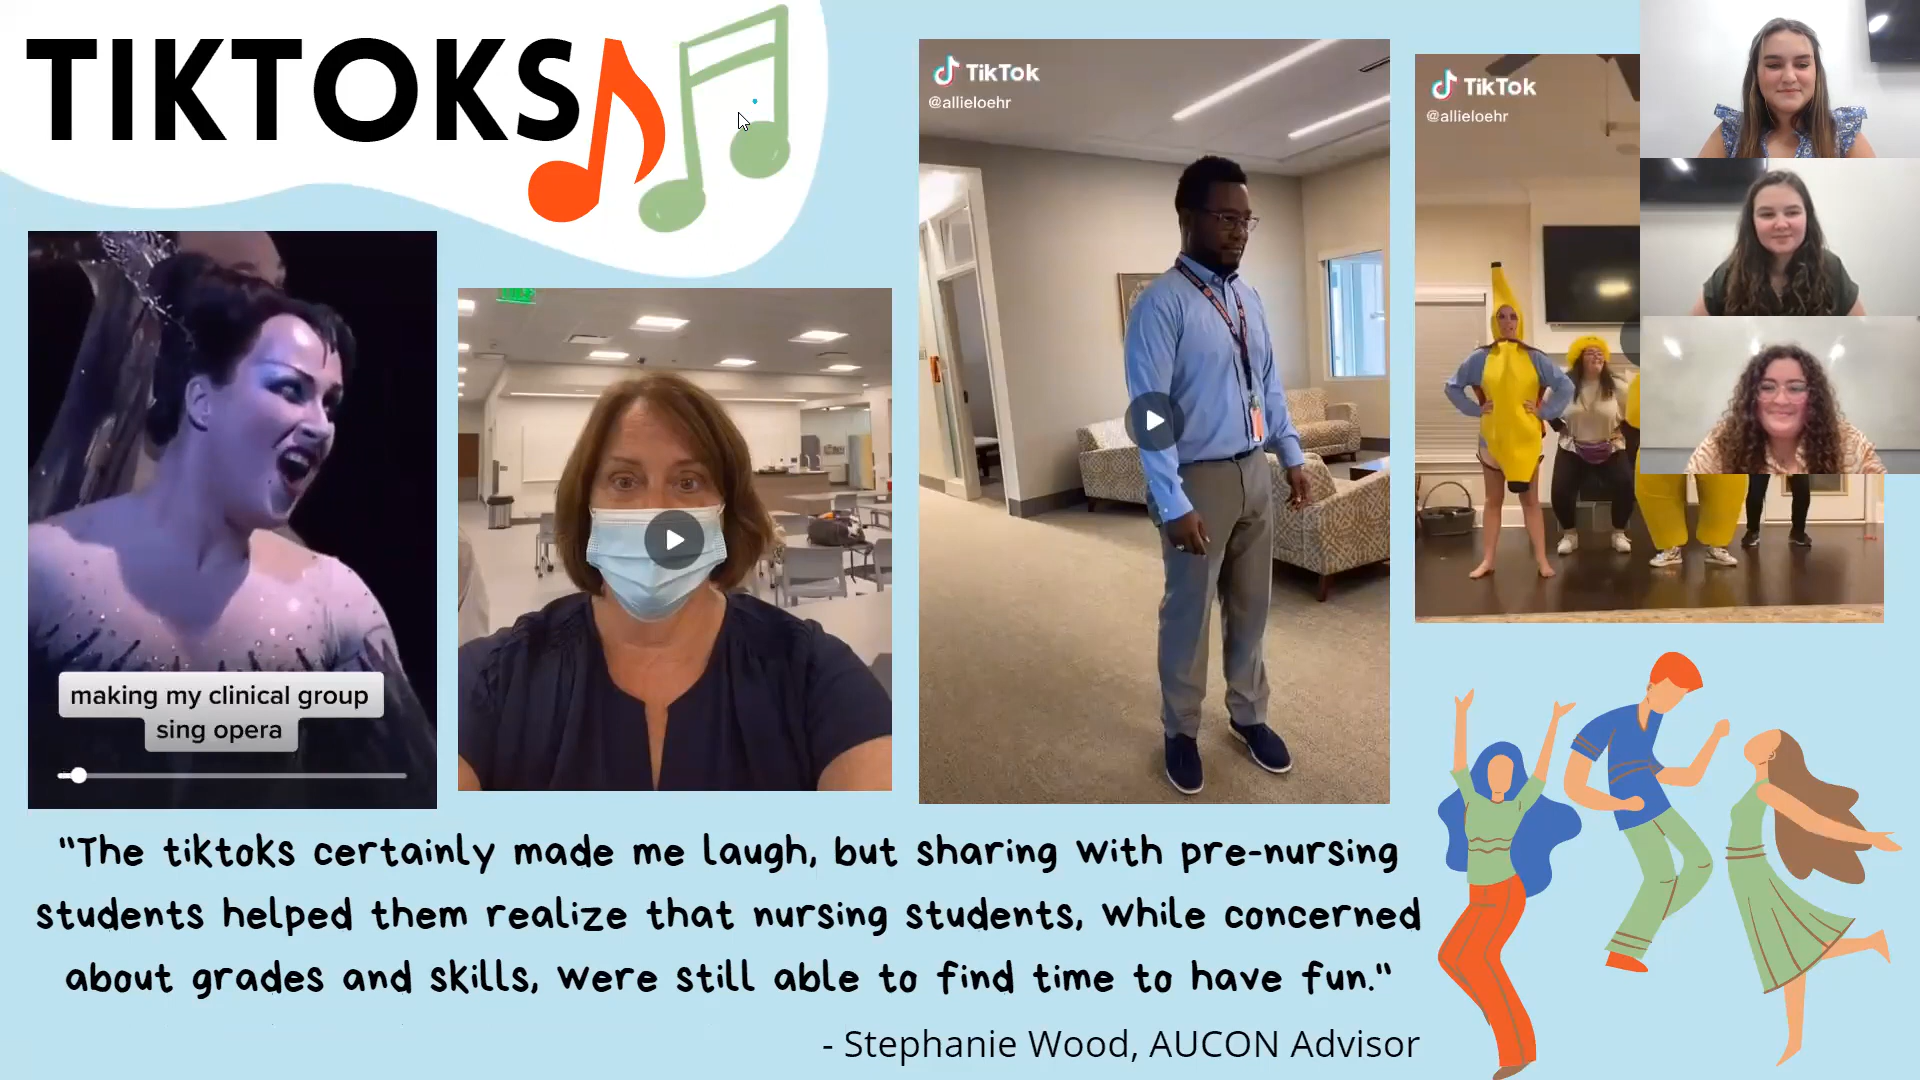 TIKTOKS
TikTok
@allieloehr
TikTok
@allieloehr
making my clinical group
sing opera
"The tiktoks certainly made me laugh, but sharing with pre-nursing
students helped them realize that nursing students, while concerned
about grades and skills, were still able to find time to have fun."
- Stephanie Wood, AUCON Advisor